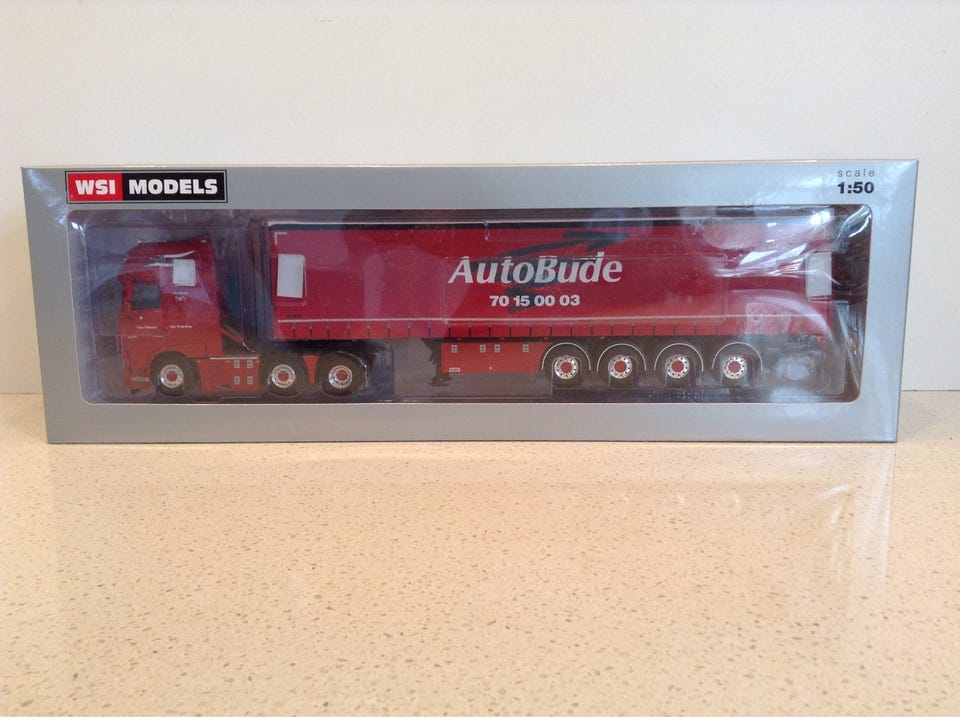 WSI MODELS
scale
1:50
AutoBude
70 15 00 03